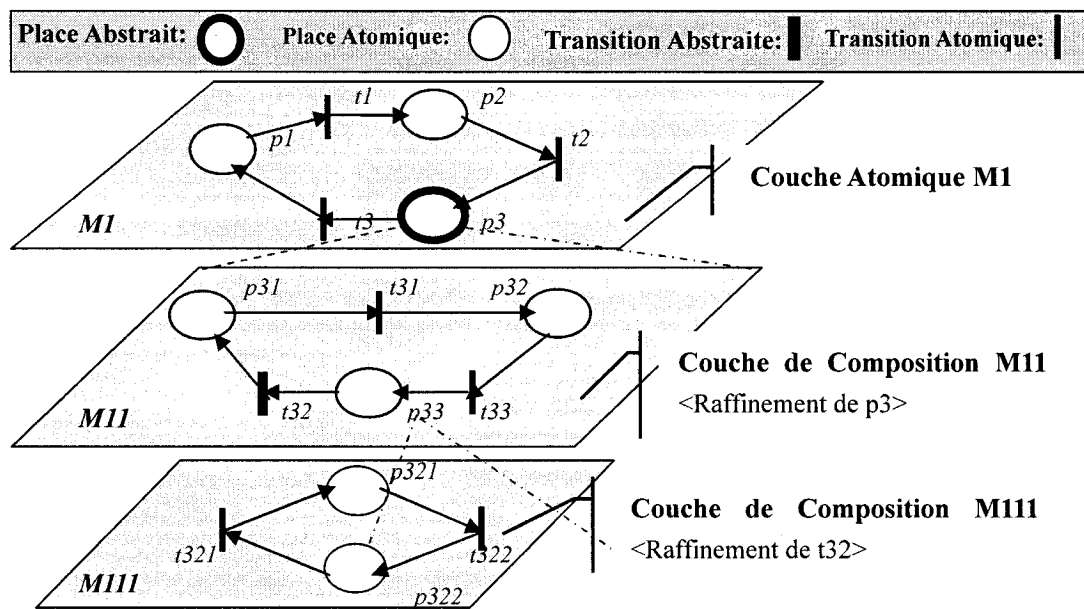 Place Abstrait: Place Atomique: Transition Abstraite: Transition Atomique:
t1 p2
p1 t2
Couche Atomique M1
M1 t3 p3
p31 t31 p32
Couche de Composition M11
t32 p33 t33
<Raffinement de p3>
M11
p321
Couche de Composition M111
t321 t322
<Raffinement de t32>
M111
p322